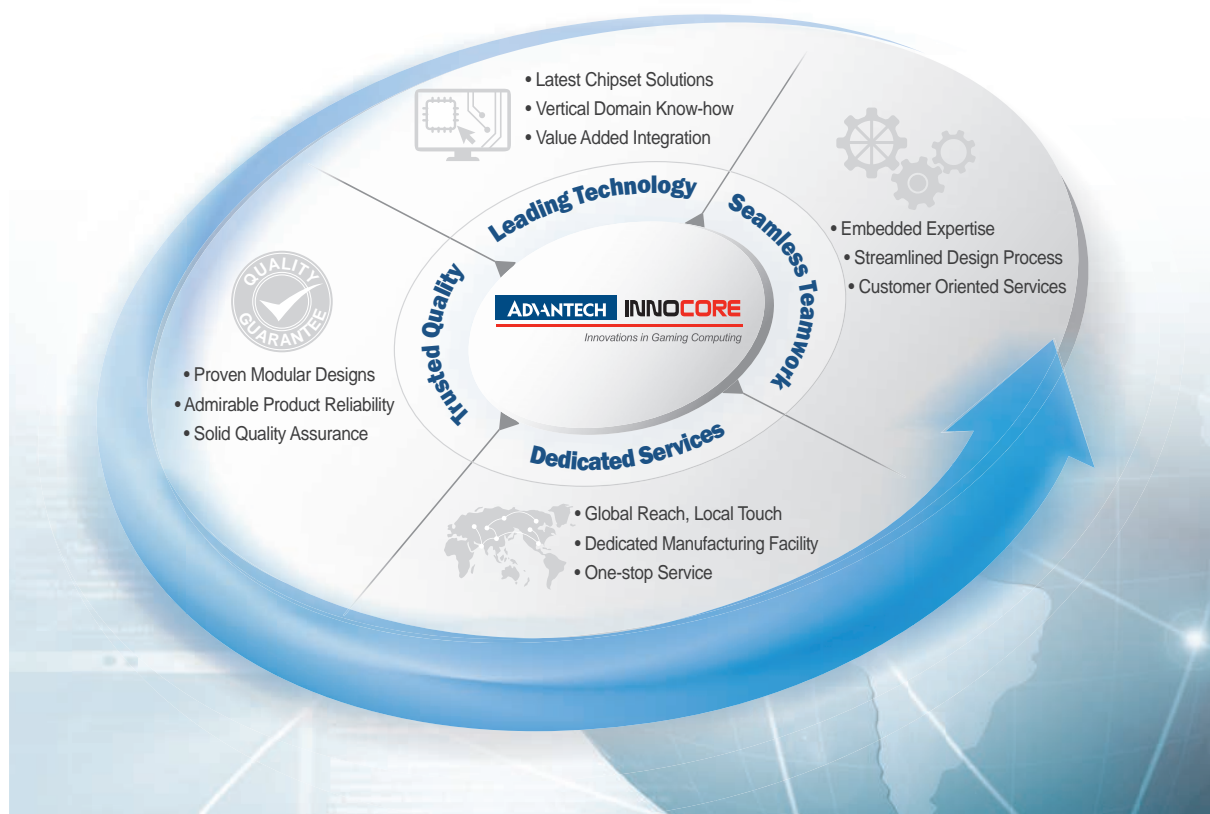 • Latest Chipset Solutions
• Vertical Domain Know-how
• Value Added Integration
Leading Technology
Seamless Teamwork
• Embedded Expertise
• Streamlined Design Process
• Customer Oriented Services
QUALITY
GUARANTEE
Trusted Quality
• Proven Modular Designs
• Admirable Product Reliability
• Solid Quality Assurance
ADVANTECH INNOCORE
Innovations in Gaming Computing
Dedicated Services
• Global Reach, Local Touch
• Dedicated Manufacturing Facility
• One-stop Service